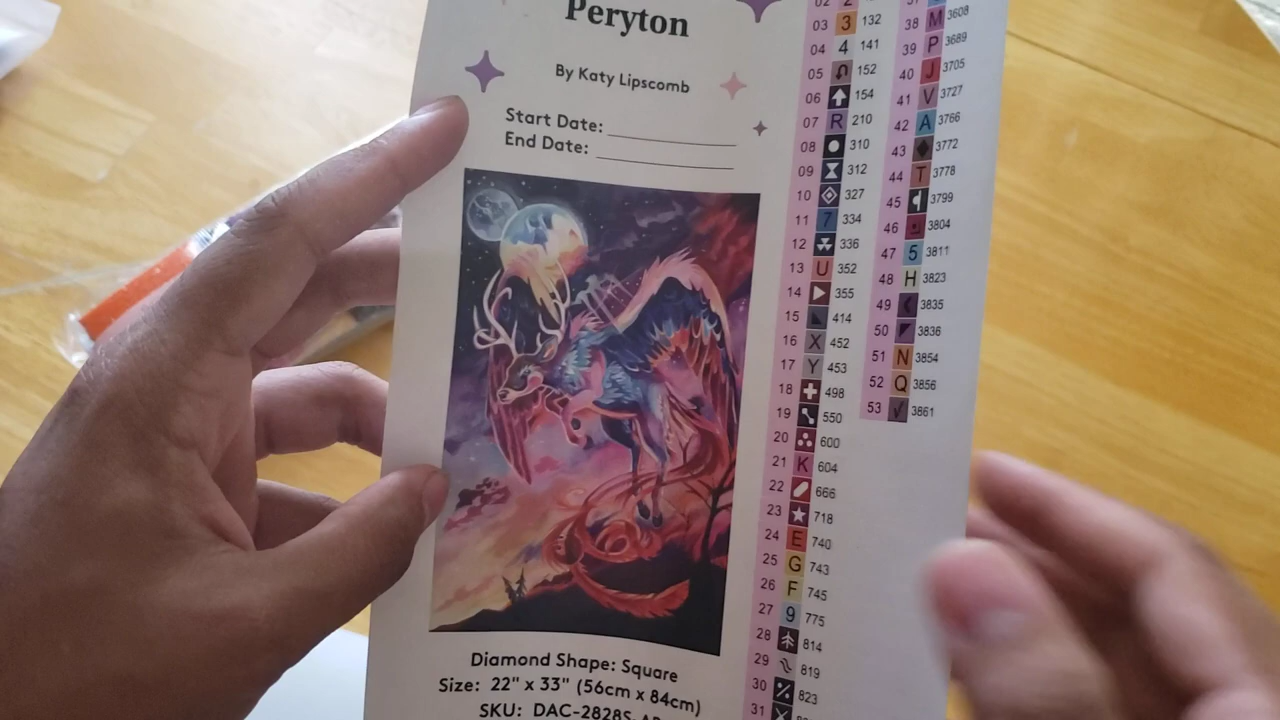 Peryton
By Katy Lipscomb
Start Date:
End Date:
Diamond Shape: Square
Size: 22" x 33" (56cm x 84cm)
SKU: DAC-2828S-
02
03 3 132
04 4 141
05 152
06 154
07 R 210
08 310
09 312
10 327
11 7 334
12 336
13 U 352
14 355
15 414
16 X 452
17 Y 453
18 498
19 550
20 600
21 K 604
22 666
23 718
24 E 740
25 G 743
26 F 745
27 9 775
28 814
29 819
30 823
31
38 M 3608
39 P 3689
40 J 3705
41 V 3727
42 A 3766
43 3772
44 T 3778
45 3799
46 3804
47 5 3811
48 H 3823
49 3835
50 3836
51 N 3854
52 Q 3856
53 3861